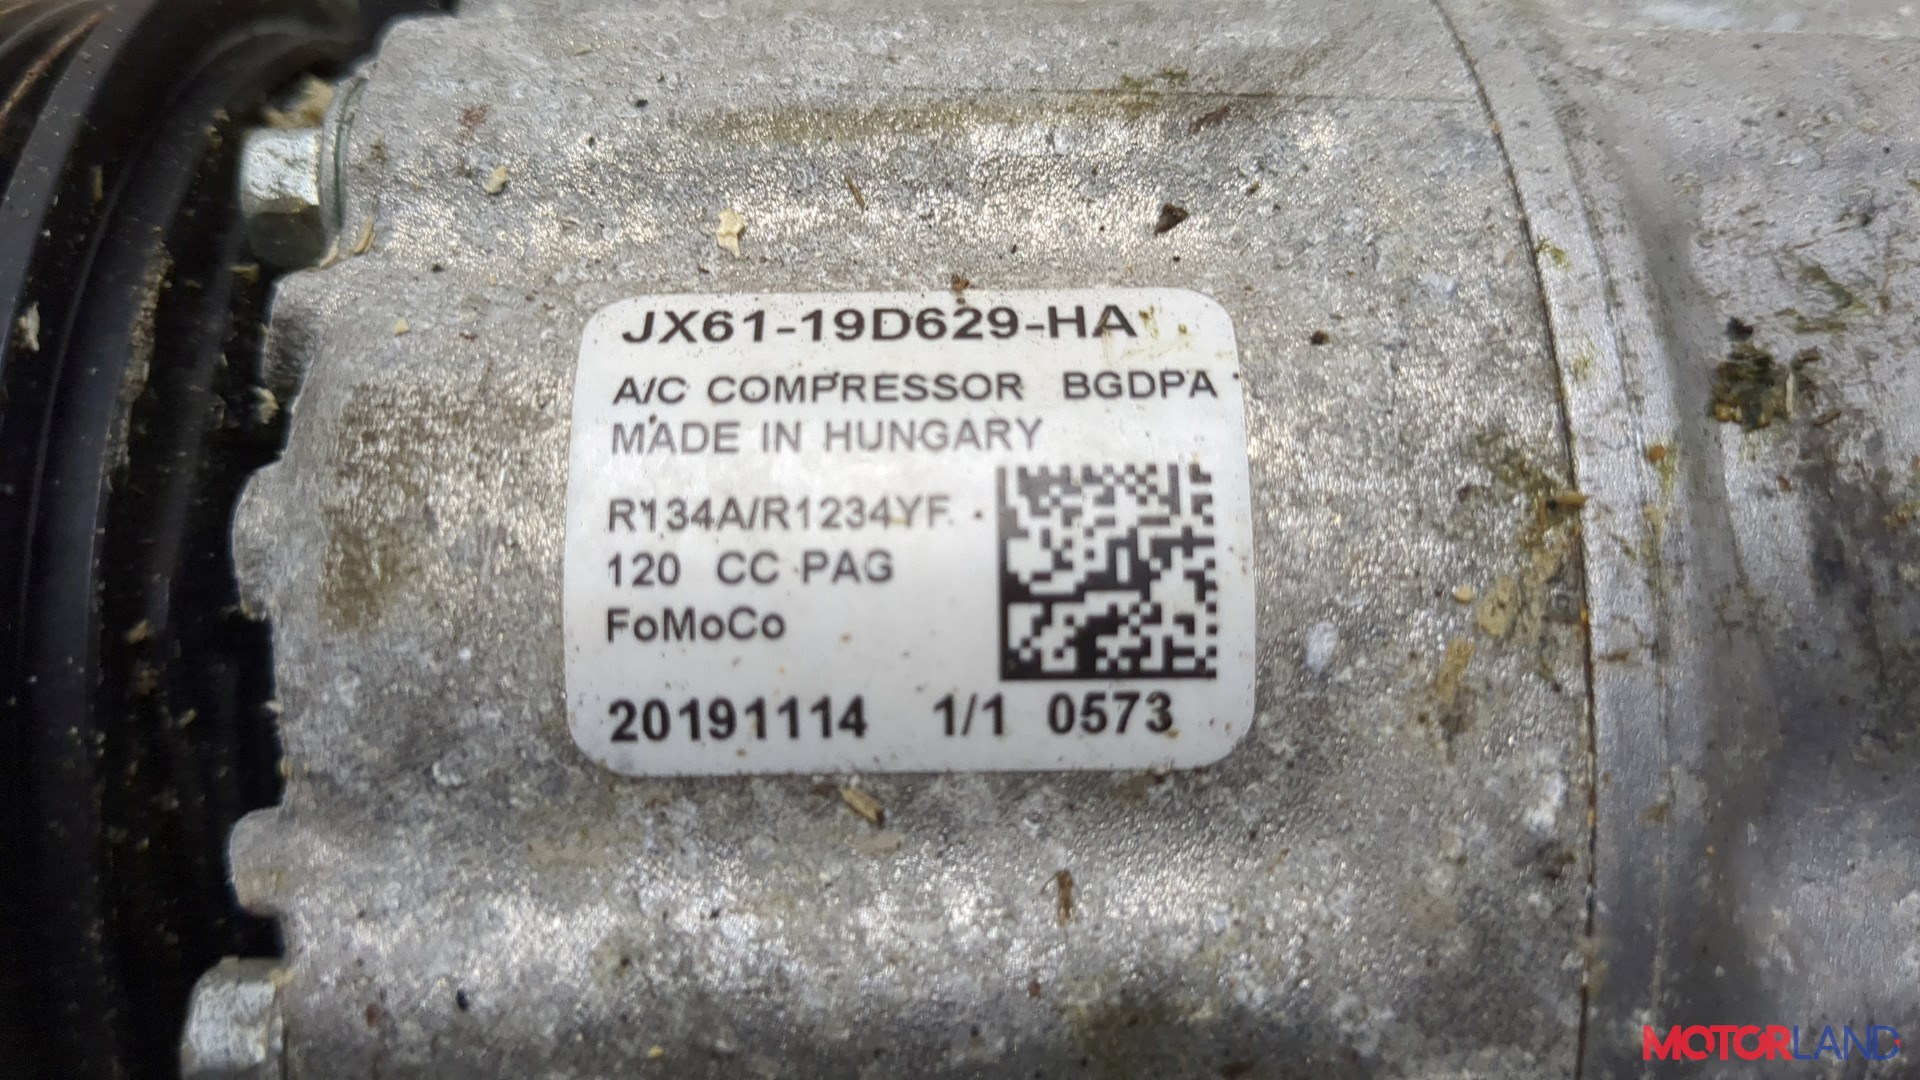 JX61-19D629-HA
A/C COMPRESSOR BGDPA
MADE IN HUNGARY
R134A/R1234YF
120 CC PAG
FoMoCo
20191114 1/1 0573
MOTORLAND